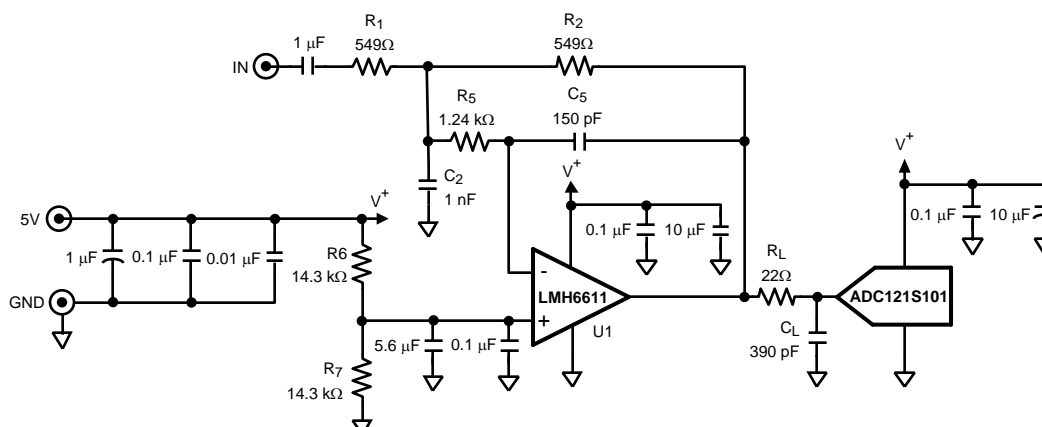 R1
549Ω
1 µF
IN
R2
549Ω
C5
150 pF
R5
1.24 kΩ
C2
1 nF
V+
5V
GND
1 µF
0.1 µF
0.01 µF
V+
R6
14.3 kΩ
R7
14.3 kΩ
5.6 µF
0.1 µF
V+
0.1 µF
10 µF
-
+
LMH6611
U1
RL
22Ω
CL
390 pF
V+
0.1 µF
10 µF
ADC121S101